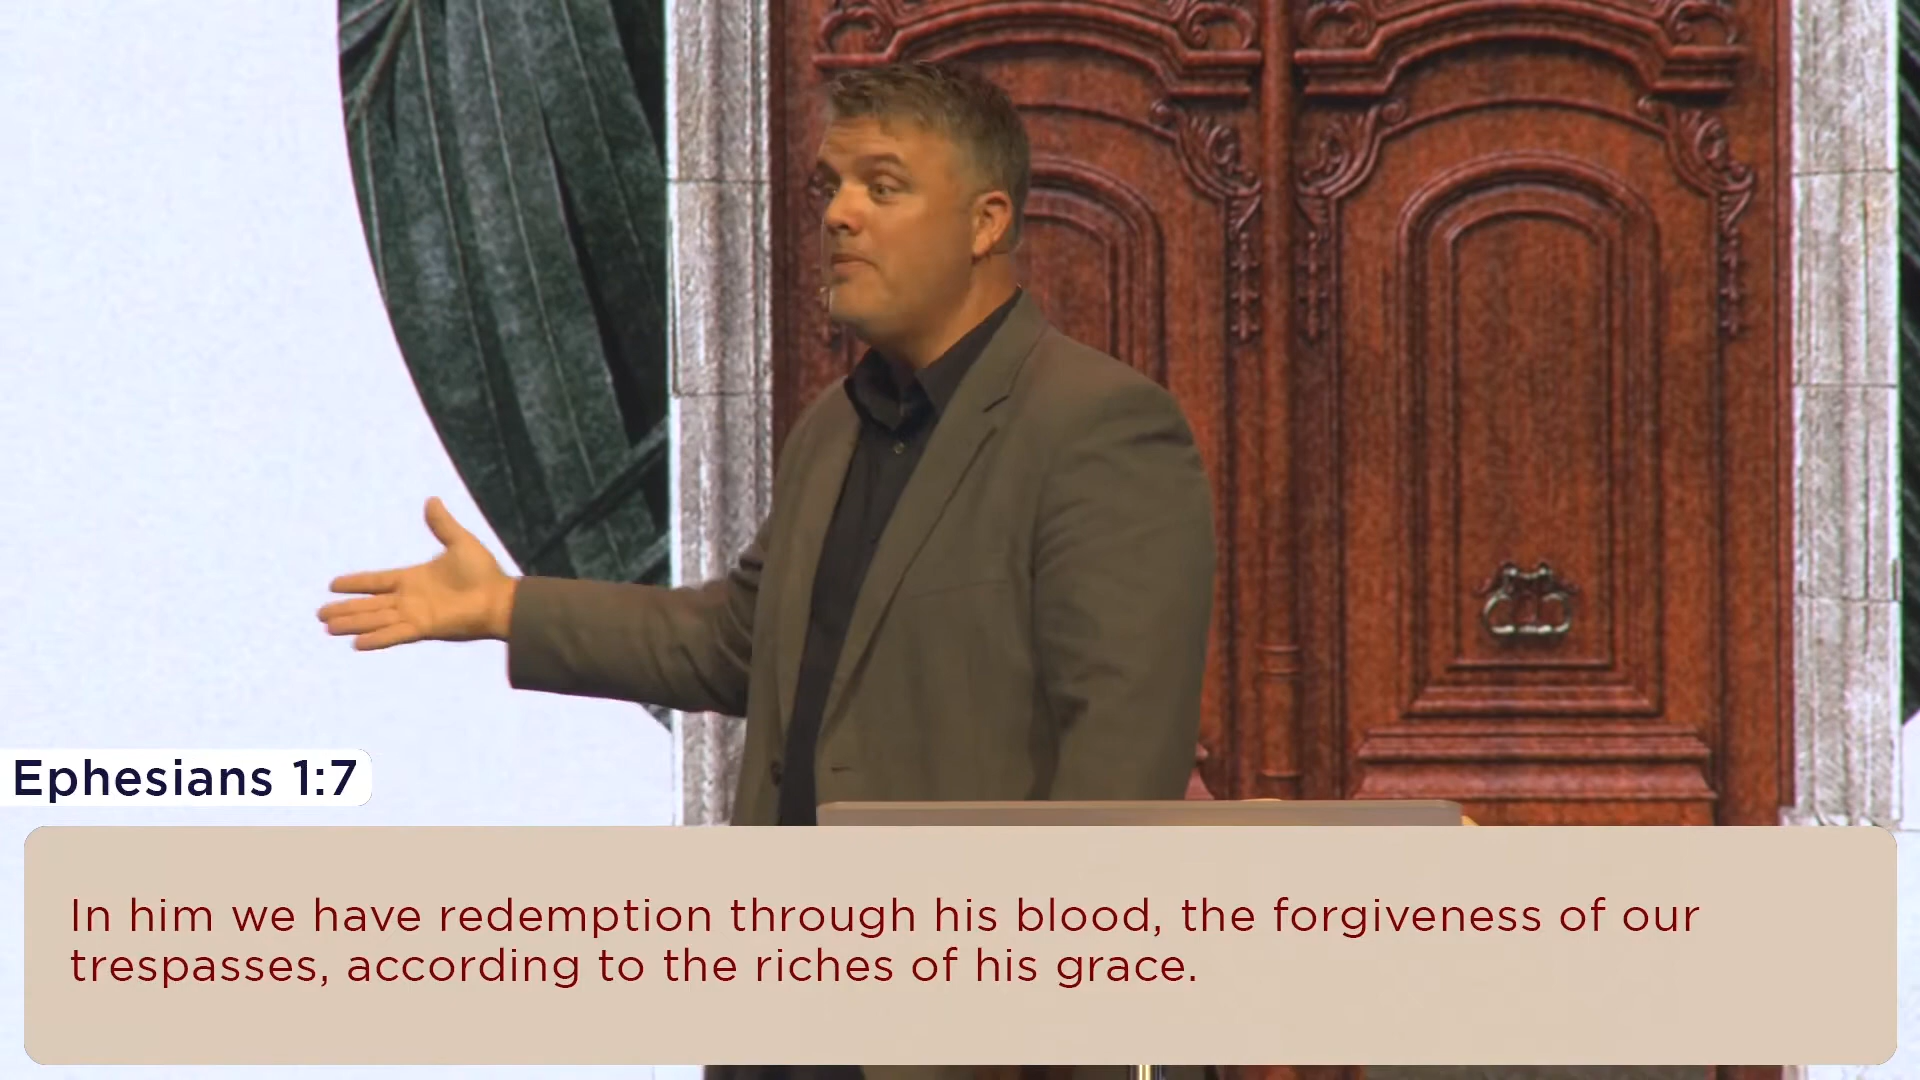 Ephesians 1:7
In him we have redemption through his blood, the forgiveness of our
trespasses, according to the riches of his grace.